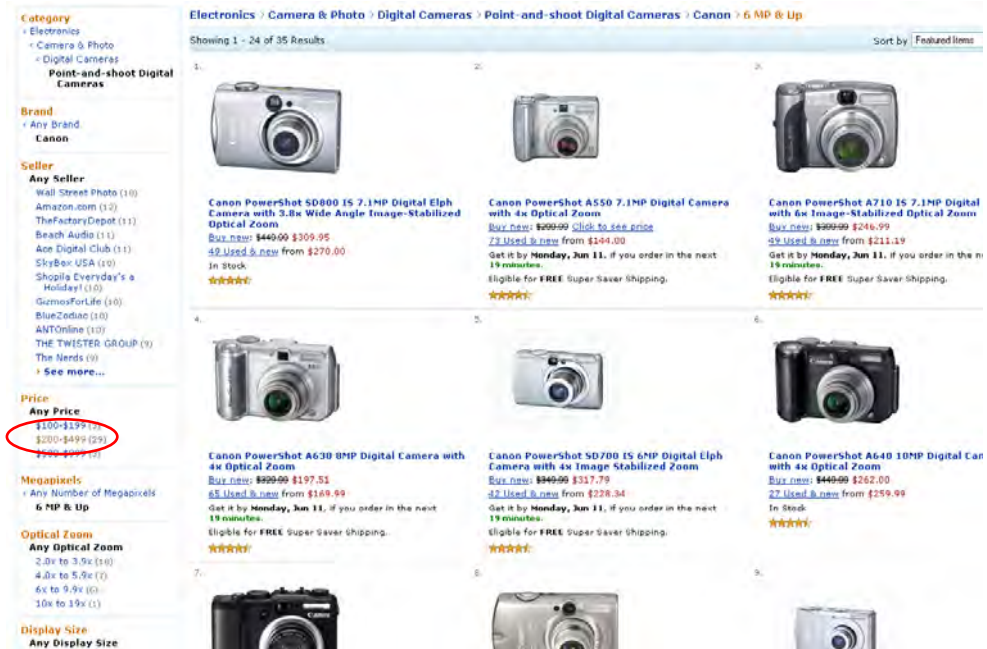 Category
‹ Electronics
‹ Camera & Photo
‹ Digital Cameras
Point-and-shoot Digital
Cameras
Brand
‹ Any Brand
Canon
Seller
Any Seller
Wall Street Photo (18)
Amazon.com (12)
TheFactoryDepot (11)
Beach Audio (11)
Ace Digital Club (11)
SkyBox USA (10)
Shopila Everyday's a
Holiday! (10)
GizmosForLife (10)
BlueZodiac (10)
ANTOnline (10)
THE TWISTER GROUP (9)
The Nerds (9)
› See more...
Price
Any Price
$100-$199
$200-$499 (29)
Megapixels
‹ Any Number of Megapixels
6 MP & Up
Optical Zoom
Any Optical Zoom
2.0x to 3.9x (18)
4.0x to 5.9x (7)
6x to 9.9x (6)
10x to 19x (1)
Display Size
Any Display Size
Electronics › Camera & Photo › Digital Cameras › Point-and-shoot Digital Cameras › Canon › 6 MP & Up
Showing 1 - 24 of 35 Results
Sort by Featured Items
1.
Canon PowerShot SD800 IS 7.1MP Digital Elph
Camera with 3.8x Wide Angle Image-Stabilized
Optical Zoom
Buy new: $449.99 $309.95
49 Used & new from $270.00
In Stock
2.
Canon PowerShot A550 7.1MP Digital Camera
with 4x Optical Zoom
Buy new: $299.99 Click to see price
73 Used & new from $144.00
Get it by Monday, Jun 11, if you order in the next
19 minutes.
Eligible for FREE Super Saver Shipping.
3.
Canon PowerShot A710 IS 7.1MP Digital
with 6x Image-Stabilized Optical Zoom
Buy new: $399.99 $246.99
49 Used & new from $211.19
Get it by Monday, Jun 11, if you order in the
19 minutes.
Eligible for FREE Super Saver Shipping.
4.
Canon PowerShot A630 8MP Digital Camera with
4x Optical Zoom
Buy new: $329.99 $197.51
65 Used & new from $169.99
Get it by Monday, Jun 11, if you order in the next
19 minutes.
Eligible for FREE Super Saver Shipping.
5.
Canon PowerShot SD700 IS 6MP Digital Elph
Camera with 4x Image Stabilized Zoom
Buy new: $349.99 $317.79
42 Used & new from $228.34
Get it by Monday, Jun 11, if you order in the next
19 minutes.
Eligible for FREE Super Saver Shipping.
6.
Canon PowerShot A640 10MP Digital
with 4x Optical Zoom
Buy new: $449.99 $262.00
27 Used & new from $259.99
In Stock
7.
8.
9.